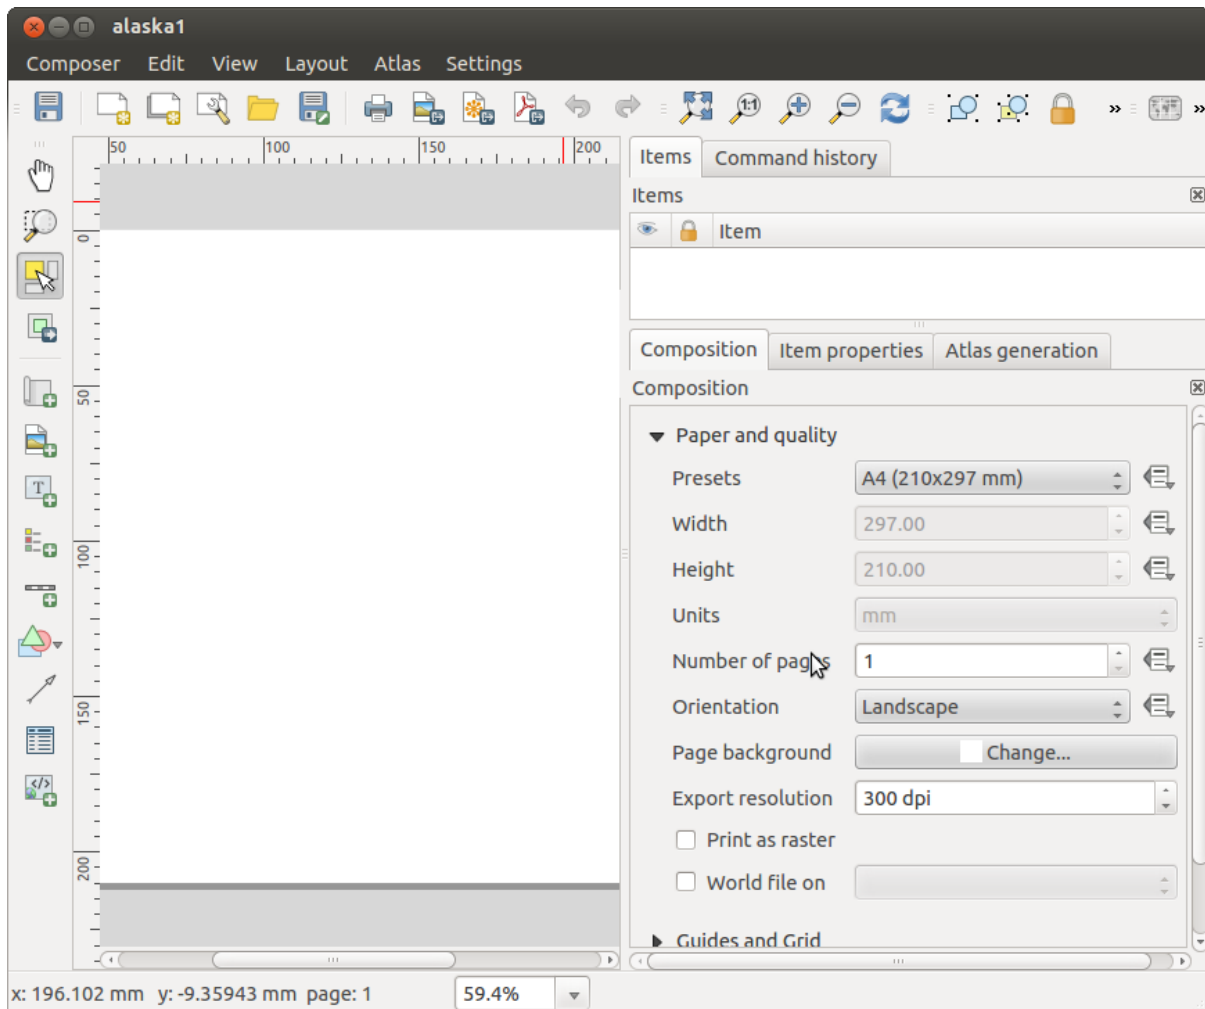 alaska1
Composer Edit View Layout Atlas Settings
1:1
50 100 150 200
Items Command history
Items
Item
0
50
100
150
200
T
</>
Composition Item properties Atlas generation
Composition
Paper and quality
Presets A4 (210x297 mm)
Width 297.00
Height 210.00
Units mm
Number of pages 1
Orientation Landscape
Page background Change...
Export resolution 300 dpi
Print as raster
World file on
Guides and Grid
x: 196.102 mm y: -9.35943 mm page: 1 59.4%